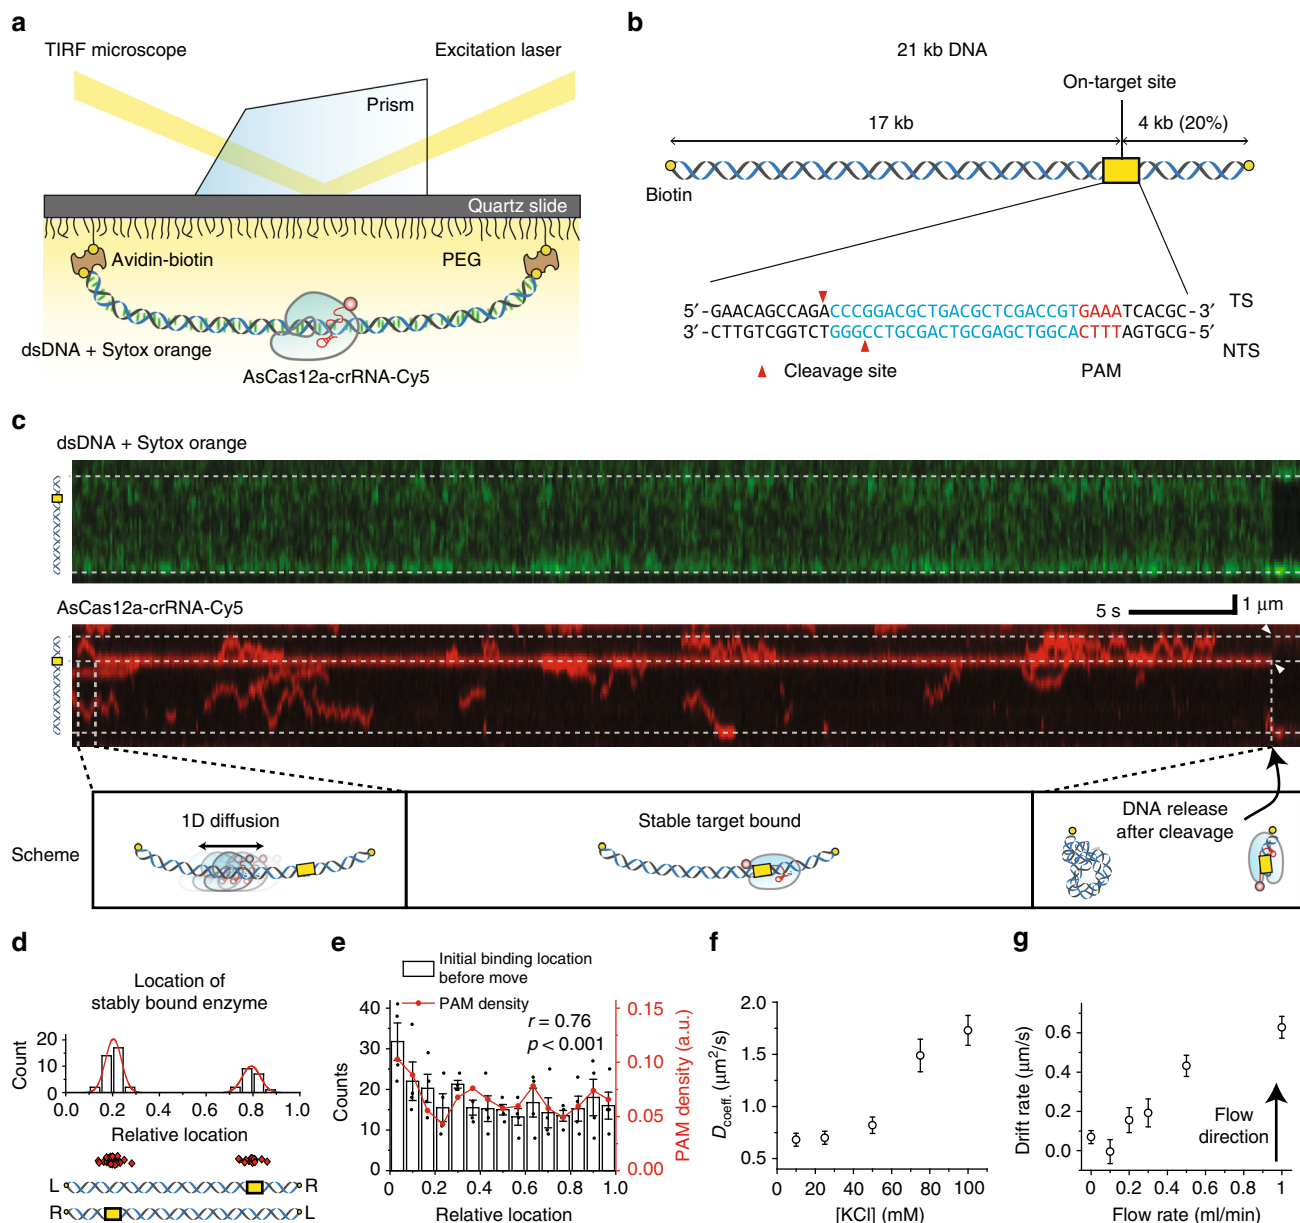 a
TIRF microscope
Excitation laser
Prism
Quartz slide
Avidin-biotin
PEG
dsDNA + Sytox orange
AsCas12a-crRNA-Cy5
b
21 kb DNA
On-target site
17 kb
4 kb (20%)
Biotin
5′-GAACAGCCAGACCCGGACGCTGACGCTCGACCGTGAAATCACGC-3′
TS
3′-CTTGTCGGTCTGGGCCTGCGACTGCGAGCTGGCACTTTAGTGCG-5′
NTS
Cleavage site
PAM
c
dsDNA + Sytox orange
AsCas12a-crRNA-Cy5
5 s
1 μm
Scheme
1D diffusion
Stable target bound
DNA release
after cleavage
d
Location of
stably bound enzyme
Count
20
10
0
0.0 0.2 0.4 0.6 0.8 1.0
Relative location
L R
R L
e
Initial binding location
before move
PAM density
r = 0.76
p < 0.001
Counts
40
30
20
10
0
0.0 0.2 0.4 0.6 0.8 1.0
Relative location
PAM density (a.u.)
0.15
0.10
0.05
0.00
f
Dcoeff. (μm²/s)
2.0
1.5
1.0
0.5
0 20 40 60 80 100
[KCl] (mM)
g
Drift rate (μm/s)
0.6
0.4
0.2
0.0
Flow
direction
0 0.2 0.4 0.6 0.8 1
Flow rate (ml/min)